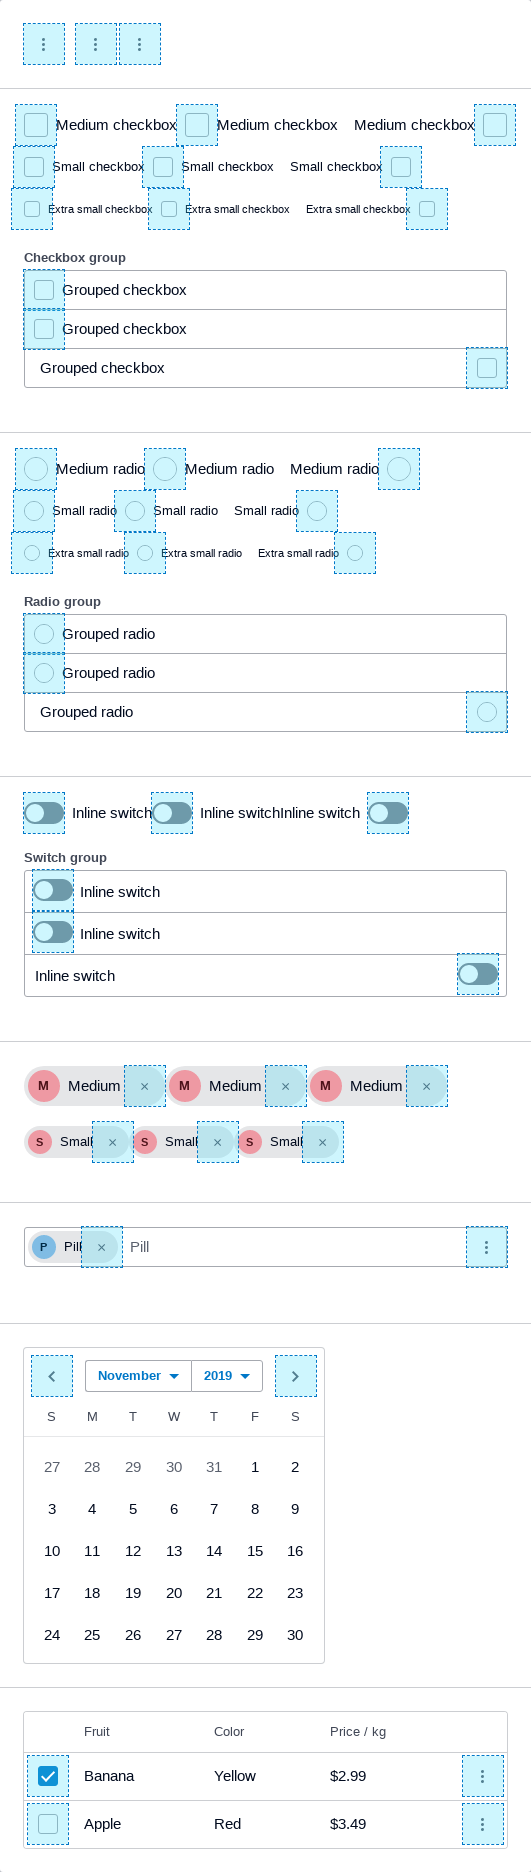 Medium checkbox Medium checkbox Medium checkbox
Small checkbox Small checkbox Small checkbox
Extra small checkbox Extra small checkbox Extra small checkbox
Checkbox group
Grouped checkbox
Grouped checkbox
Grouped checkbox
Medium radio Medium radio Medium radio
Small radio Small radio Small radio
Extra small radio Extra small radio Extra small radio
Radio group
Grouped radio
Grouped radio
Grouped radio
Inline switch Inline switch Inline switch
Switch group
Inline switch
Inline switch
Inline switch
M Medium × M Medium × M Medium ×
S Small × S Small × S Small ×
P Pill × Pill
November 2019
S M T W T F S
27 28 29 30 31 1 2
3 4 5 6 7 8 9
10 11 12 13 14 15 16
17 18 19 20 21 22 23
24 25 26 27 28 29 30
Fruit Color Price / kg
Banana Yellow $2.99
Apple Red $3.49